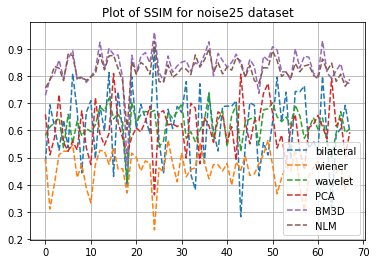 Plot of SSIM for noise25 dataset
0.9
0.8
0.7
0.6
0.5
0.4
0.3
0.2
bilateral
wiener
wavelet
PCA
BM3D
NLM
0 10 20 30 40 50 60 70